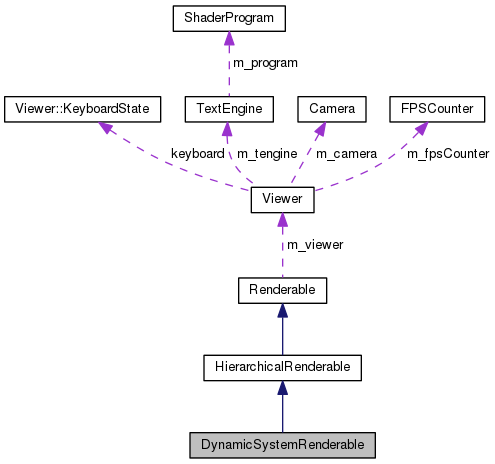 ShaderProgram
m_program
Viewer::KeyboardState
TextEngine
Camera
FPSCounter
keyboard
m_tengine
m_camera
m_fpsCounter
Viewer
m_viewer
Renderable
HierarchicalRenderable
DynamicSystemRenderable